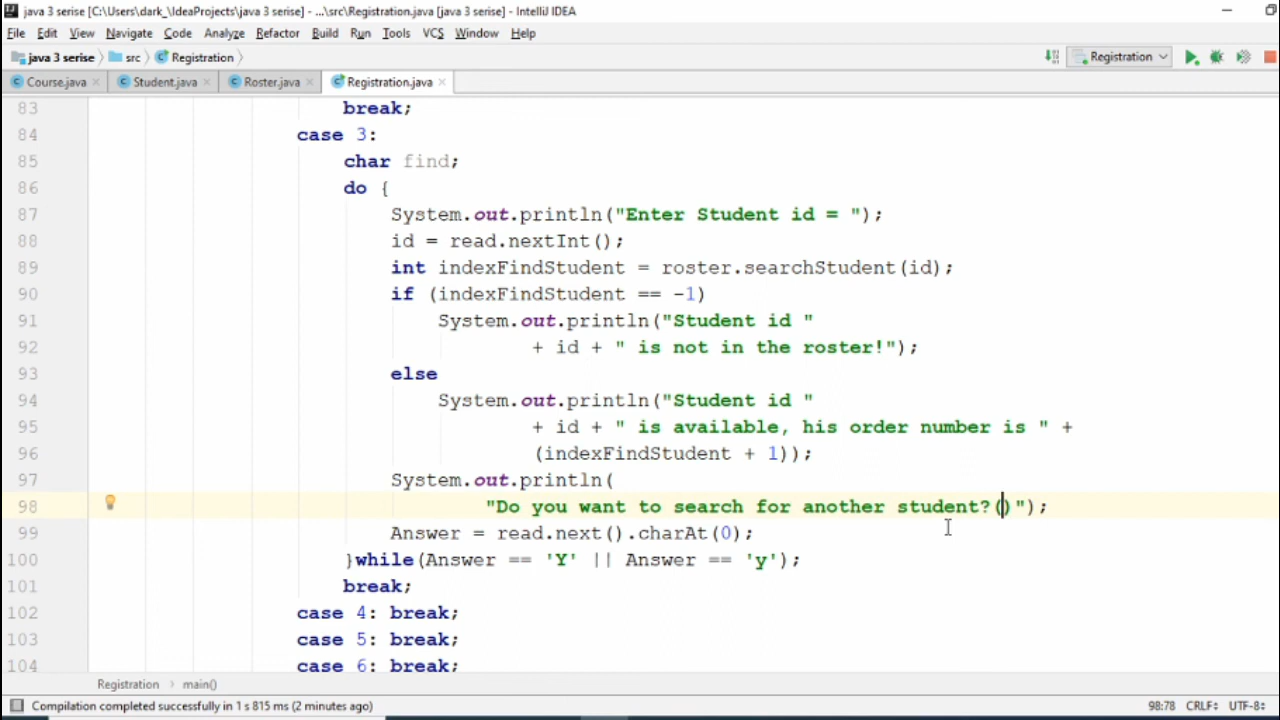 java 3 serise [C:\Users\dark_\IdeaProjects\java 3 serise] - ...\src\Registration.java [java 3 serise] - IntelliJ IDEA
File Edit View Navigate Code Analyze Refactor Build Run Tools VCS Window Help
java 3 serise src Registration Registration
Course.java Student.java Roster.java Registration.java
83 break;
84 case 3:
85 char find;
86 do {
87 System.out.println("Enter Student id = ");
88 id = read.nextInt();
89 int indexFindStudent = roster.searchStudent(id);
90 if (indexFindStudent == -1)
91 System.out.println("Student id "
92 + id + " is not in the roster!");
93 else
94 System.out.println("Student id "
95 + id + " is available, his order number is " +
96 (indexFindStudent + 1));
97 System.out.println(
98 "Do you want to search for another student?()");
99 Answer = read.next().charAt(0);
100 }while(Answer == 'Y' || Answer == 'y');
101 break;
102 case 4: break;
103 case 5: break;
104 case 6: break;
Registration main()
Compilation completed successfully in 1 s 815 ms (2 minutes ago) 98:78 CRLF UTF-8